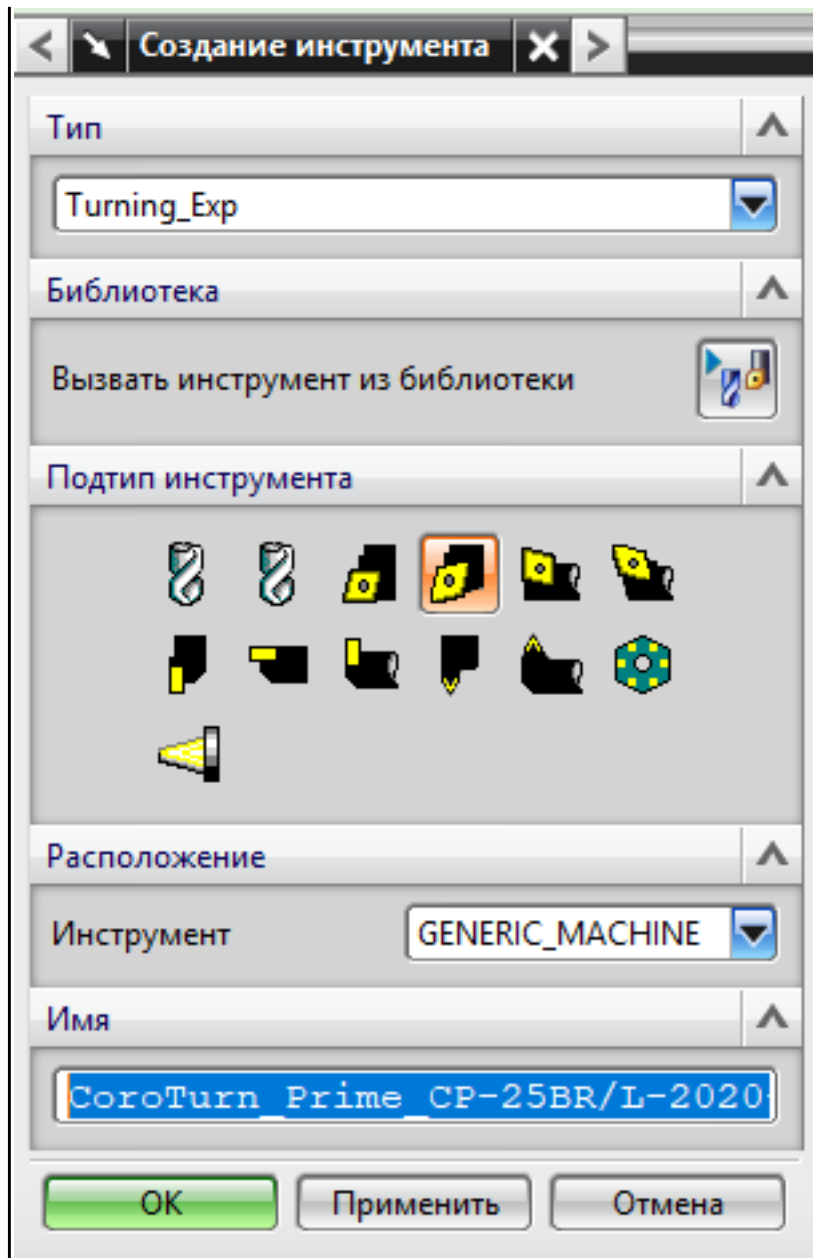 Создание инструмента
Тип
Turning_Exp
Библиотека
Вызвать инструмент из библиотеки
Подтип инструмента
Расположение
Инструмент GENERIC_MACHINE
Имя
CoroTurn_Prime_CP-25BR/L-2020-
ОК Применить Отмена